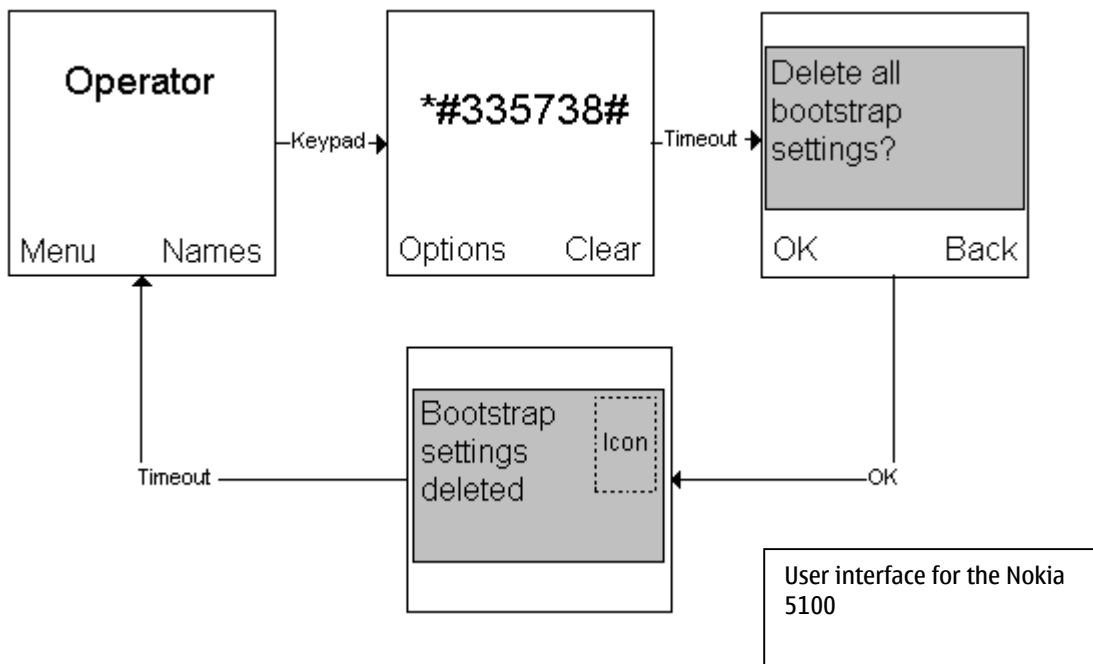 Operator
Menu Names
Keypad
*#335738#
Options Clear
Timeout
Delete all
bootstrap
settings?
OK Back
OK
Bootstrap
settings
deleted
Icon
Timeout
User interface for the Nokia
5100